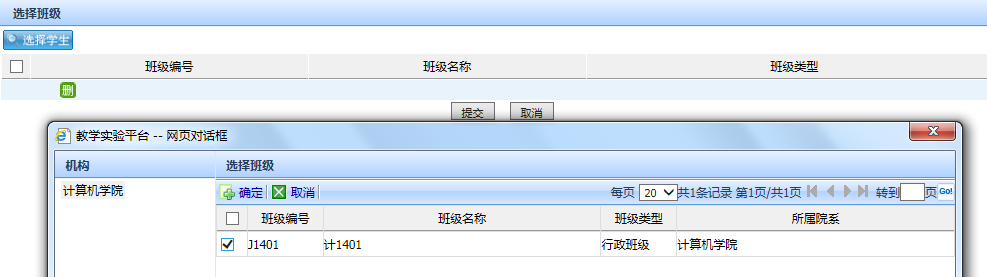 选择班级
选择学生
班级编号 班级名称 班级类型
删
提交 取消
教学实验平台 -- 网页对话框
机构 选择班级
计算机学院
确定 取消 每页 20 共1条记录 第1页/共1页 转到 页 Go!
班级编号 班级名称 班级类型 所属院系
J1401 计1401 行政班级 计算机学院